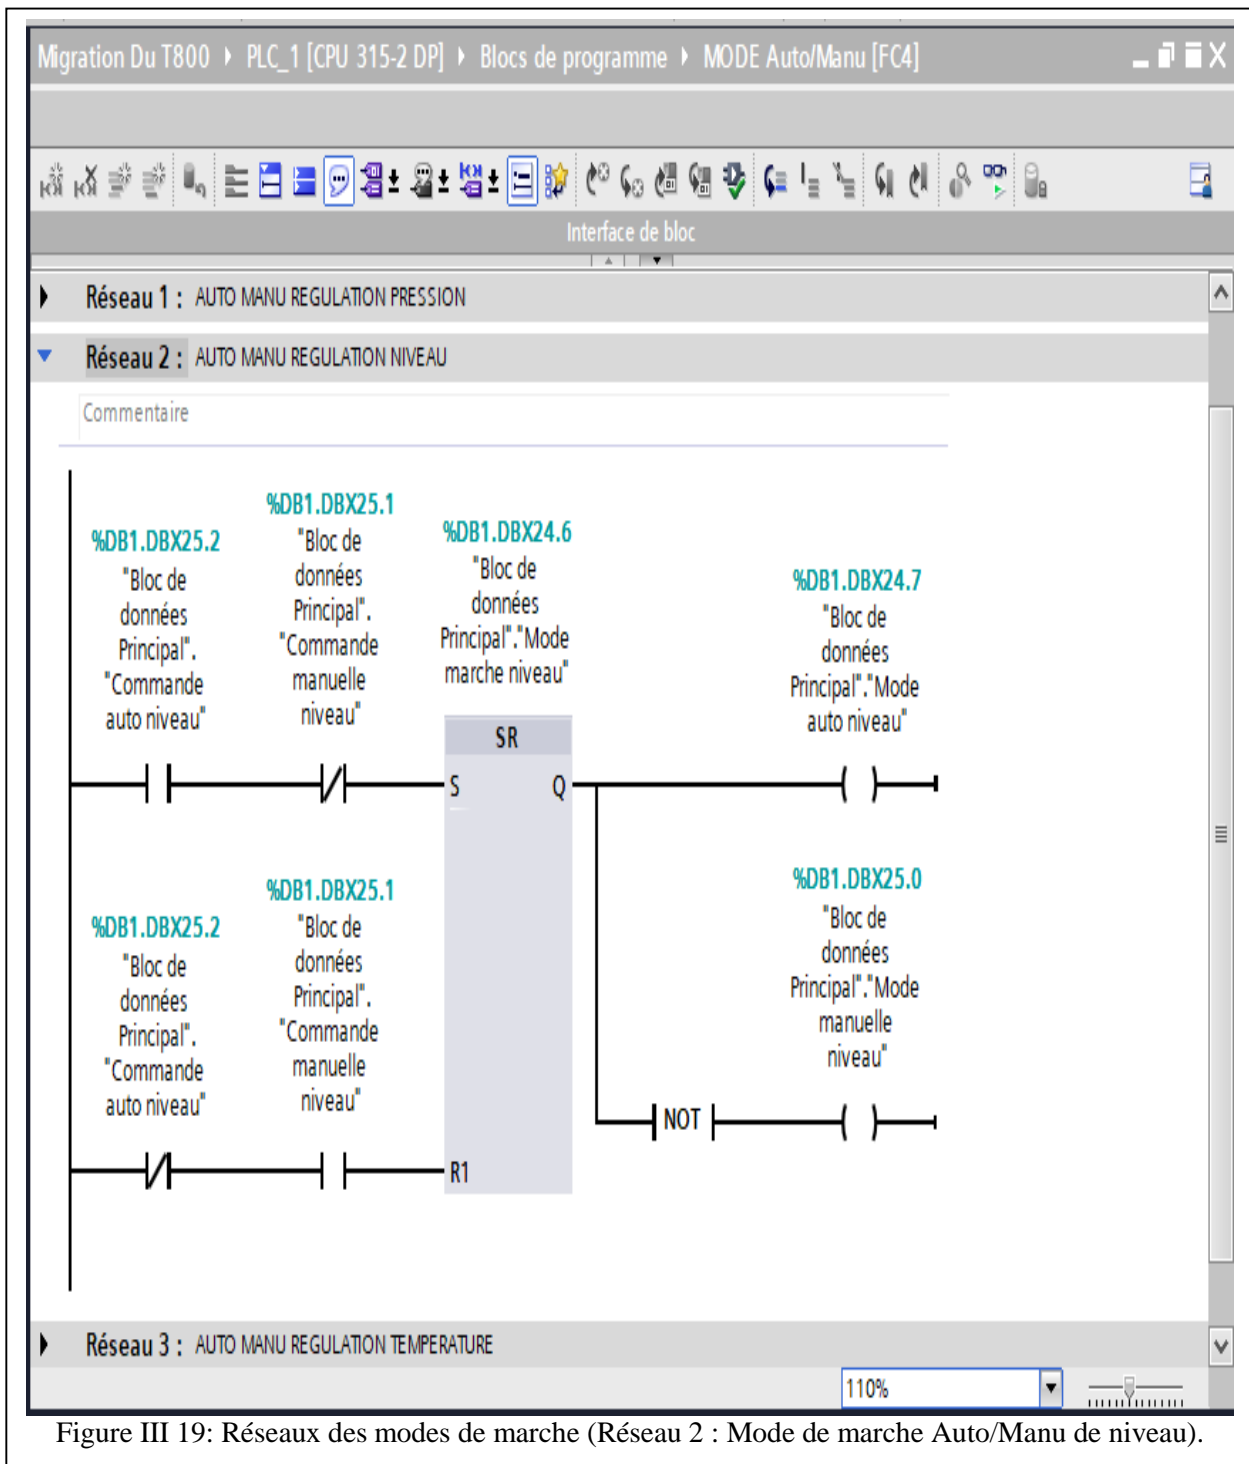 Migration Du T800 ▸ PLC_1 [CPU 315-2 DP] ▸ Blocs de programme ▸ MODE Auto/Manu [FC4]
Interface de bloc
Réseau 1 : AUTO MANU REGULATION PRESSION
Réseau 2 : AUTO MANU REGULATION NIVEAU
Commentaire
%DB1.DBX25.2
"Bloc de
données
Principal".
"Commande
auto niveau"
%DB1.DBX25.1
"Bloc de
données
Principal".
"Commande
manuelle
niveau"
%DB1.DBX24.6
"Bloc de
données
Principal"."Mode
marche niveau"
SR
S
Q
%DB1.DBX24.7
"Bloc de
données
Principal"."Mode
auto niveau"
%DB1.DBX25.2
"Bloc de
données
Principal".
"Commande
auto niveau"
%DB1.DBX25.1
"Bloc de
données
Principal".
"Commande
manuelle
niveau"
R1
%DB1.DBX25.0
"Bloc de
données
Principal"."Mode
manuelle
niveau"
NOT
Réseau 3 : AUTO MANU REGULATION TEMPERATURE
110%
Figure III 19: Réseaux des modes de marche (Réseau 2 : Mode de marche Auto/Manu de niveau).